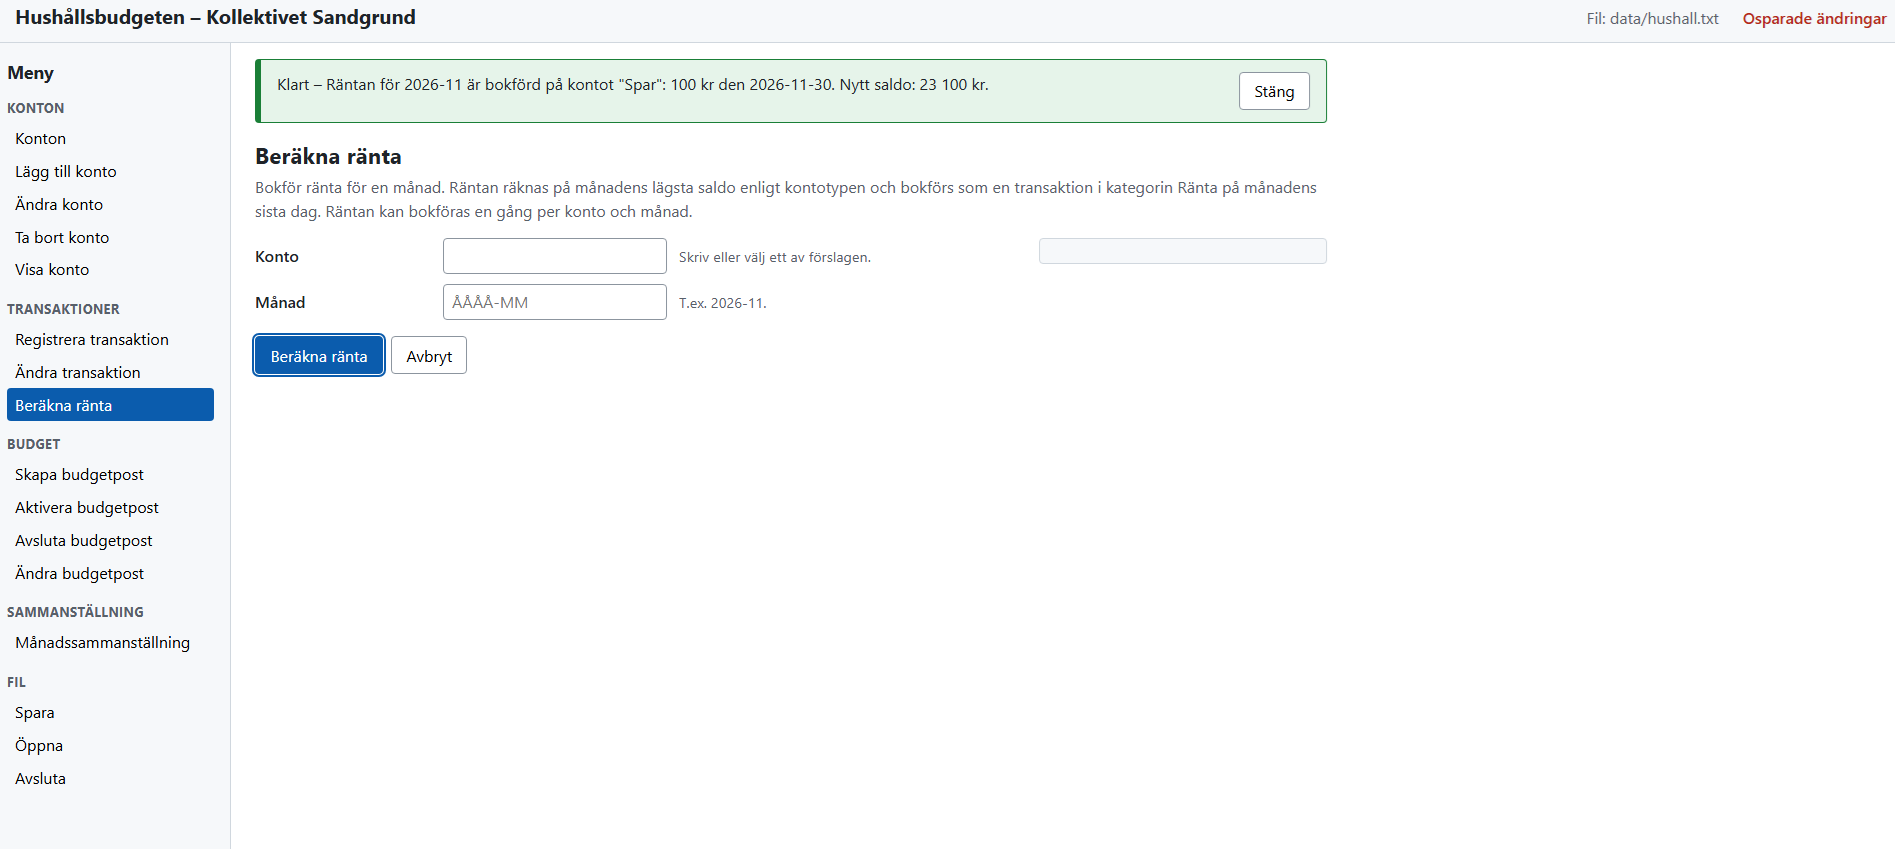 Hushållsbudgeten – Kollektivet Sandgrund
Fil: data/hushall.txt
Osparade ändringar
Meny
KONTON
Konton
Lägg till konto
Ändra konto
Ta bort konto
Visa konto
TRANSAKTIONER
Registrera transaktion
Ändra transaktion
Beräkna ränta
BUDGET
Skapa budgetpost
Aktivera budgetpost
Avsluta budgetpost
Ändra budgetpost
SAMMANSTÄLLNING
Månadssammanställning
FIL
Spara
Öppna
Avsluta
Klart – Räntan för 2026-11 är bokförd på kontot "Spar": 100 kr den 2026-11-30. Nytt saldo: 23 100 kr.
Stäng
Beräkna ränta
Bokför ränta för en månad. Räntan räknas på månadens lägsta saldo enligt kontotypen och bokförs som en transaktion i kategorin Ränta på månadens
sista dag. Räntan kan bokföras en gång per konto och månad.
Konto
Skriv eller välj ett av förslagen.
Månad
ÅÅÅÅ-MM
T.ex. 2026-11.
Beräkna ränta
Avbryt